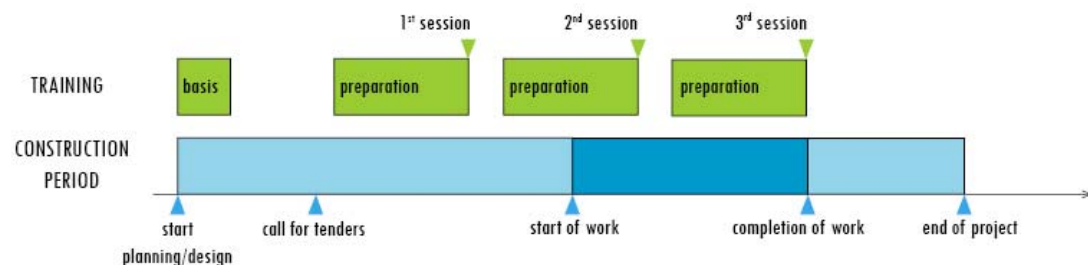 1st session 2nd session 3rd session
TRAINING basis preparation preparation preparation
CONSTRUCTION
PERIOD
start call for tenders start of work completion of work end of project
planning/design